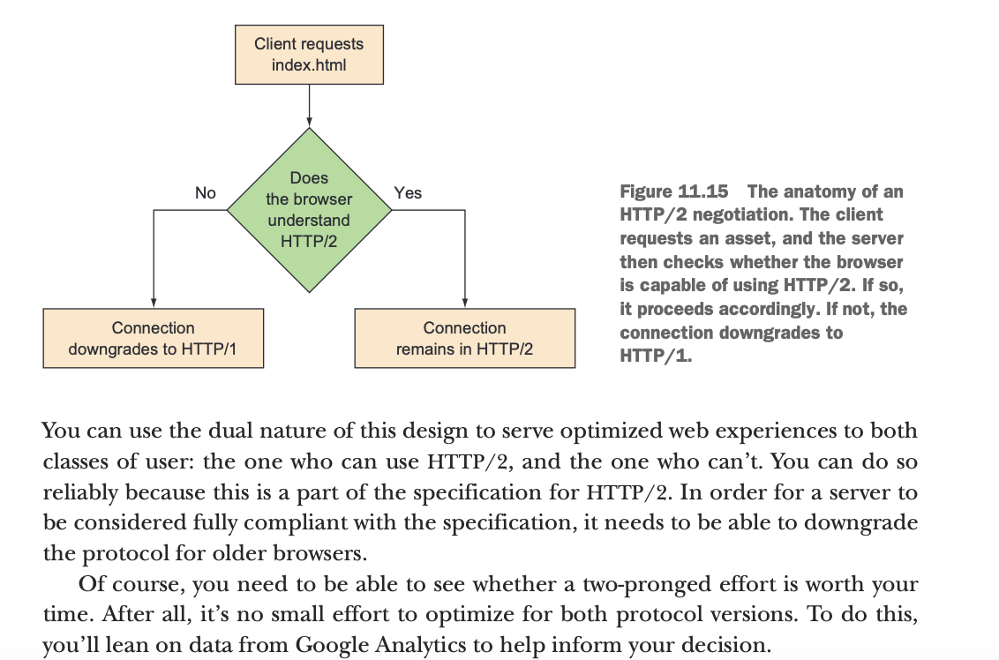 Client requests
index.html
Does
the browser
understand
HTTP/2
No
Yes
Connection
downgrades to HTTP/1
Connection
remains in HTTP/2
Figure 11.15 The anatomy of an
HTTP/2 negotiation. The client
requests an asset, and the server
then checks whether the browser
is capable of using HTTP/2. If so,
it proceeds accordingly. If not, the
connection downgrades to
HTTP/1.
You can use the dual nature of this design to serve optimized web experiences to both
classes of user: the one who can use HTTP/2, and the one who can’t. You can do so
reliably because this is a part of the specification for HTTP/2. In order for a server to
be considered fully compliant with the specification, it needs to be able to downgrade
the protocol for older browsers.
Of course, you need to be able to see whether a two-pronged effort is worth your
time. After all, it’s no small effort to optimize for both protocol versions. To do this,
you’ll lean on data from Google Analytics to help inform your decision.